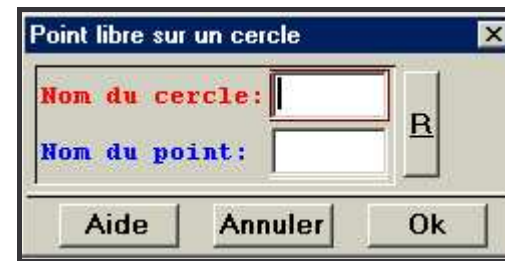 Point libre sur un cercle
Nom du cercle:
R
Nom du point:
Aide Annuler Ok